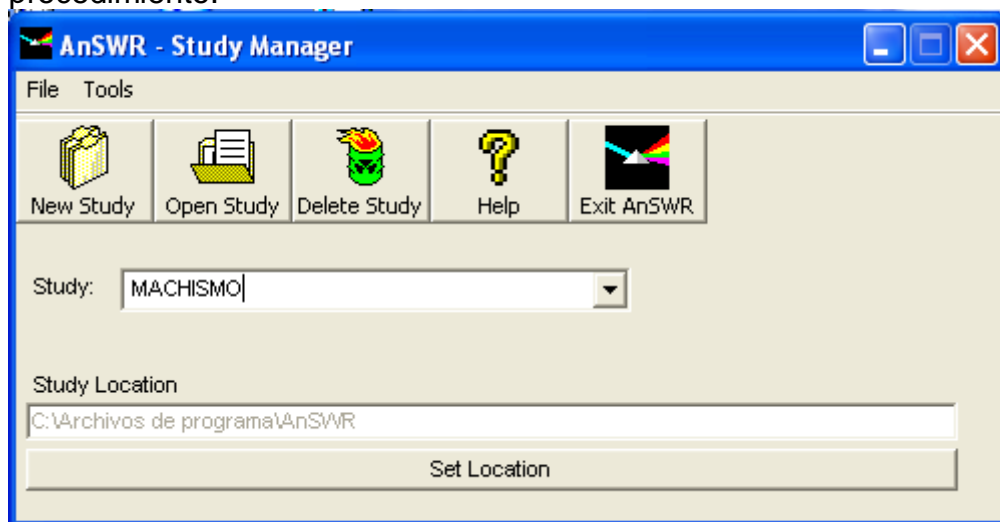 procedimiento.
AnSWR - Study Manager
File Tools
New Study Open Study Delete Study Help Exit AnSWR
Study: MACHISMO
Study Location
C:\Archivos de programa\AnSWR
Set Location